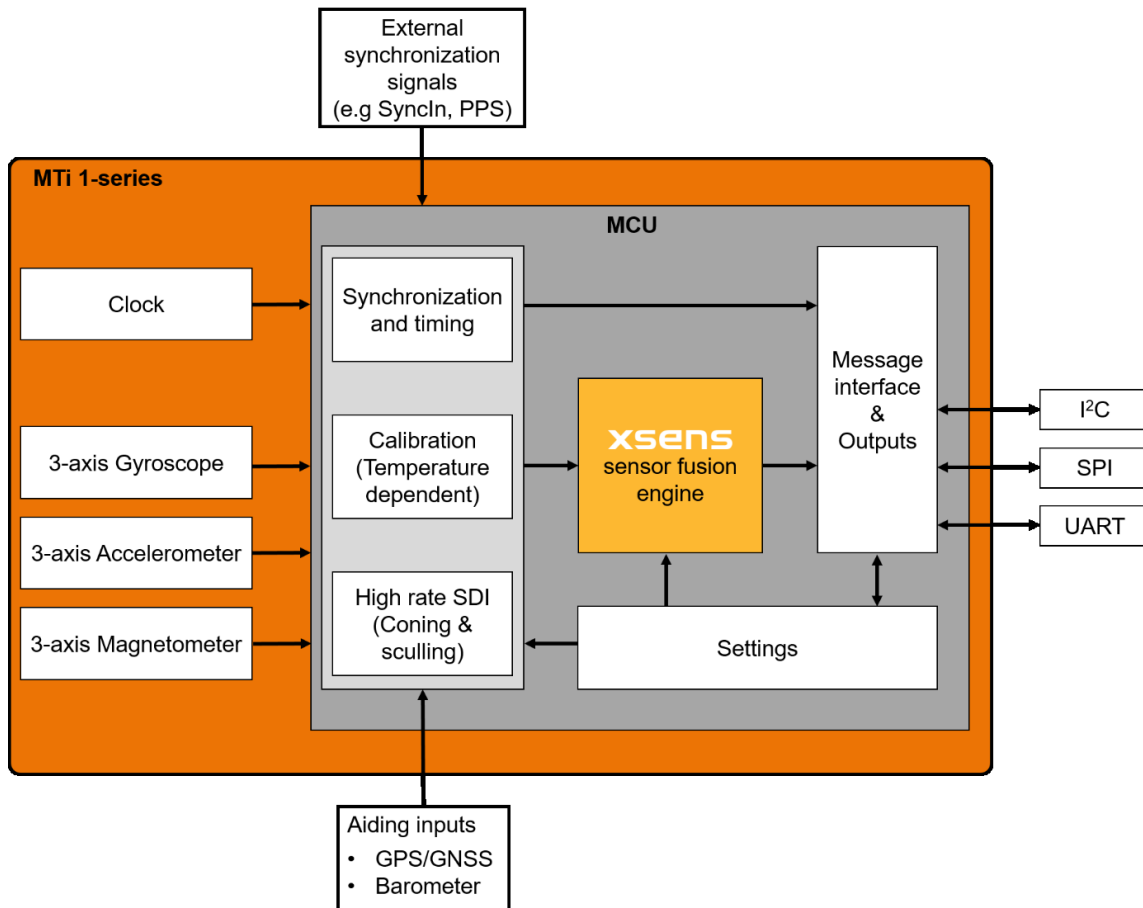 External
synchronization
signals
(e.g SyncIn, PPS)
MTi 1-series
MCU
Clock
Synchronization
and timing
Message
interface
&
Outputs
3-axis Gyroscope
3-axis Accelerometer
3-axis Magnetometer
Calibration
(Temperature
dependent)
xsens
sensor fusion
engine
I²C
SPI
UART
High rate SDI
(Coning &
sculling)
Settings
Aiding inputs
• GPS/GNSS
• Barometer